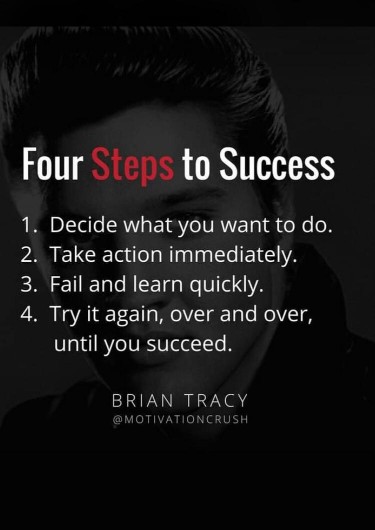 Four Steps to Success
1. Decide what you want to do.
2. Take action immediately.
3. Fail and learn quickly.
4. Try it again, over and over,
until you succeed.
BRIAN TRACY
@MOTIVATIONCRUSH